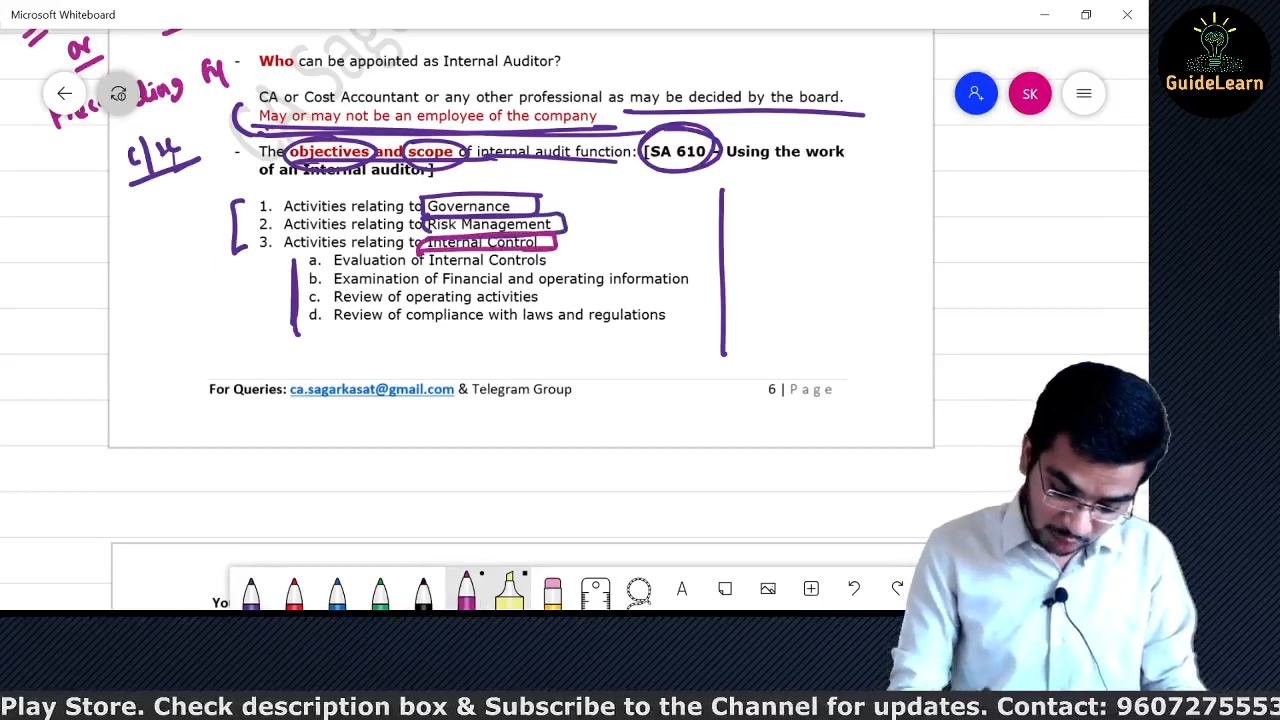 Microsoft Whiteboard
or
GuideLearn
- Who can be appointed as Internal Auditor?
CA or Cost Accountant or any other professional as may be decided by the board.
May or may not be an employee of the company
SK
- The objectives and scope of internal audit function: [SA 610 - Using the work
of an Internal auditor]
1. Activities relating to Governance
2. Activities relating to Risk Management
3. Activities relating to Internal Control
a. Evaluation of Internal Controls
b. Examination of Financial and operating information
c. Review of operating activities
d. Review of compliance with laws and regulations
For Queries: ca.sagarkasat@gmail.com & Telegram Group 6 | Page
A
Play Store. Check description box & Subscribe to the Channel for updates. Contact: 9607275553